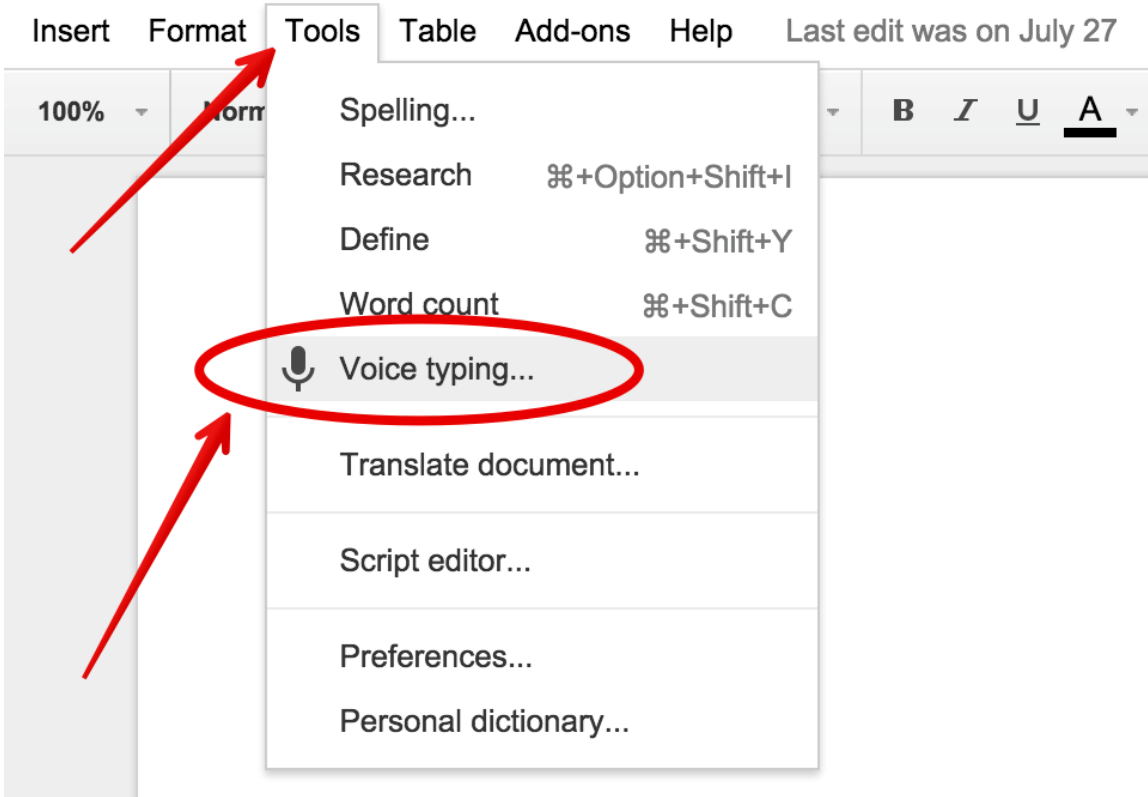 Insert Format Tools Table Add-ons Help Last edit was on July 27
100% Norm B I U A
Spelling...
Research ⌘+Option+Shift+I
Define ⌘+Shift+Y
Word count ⌘+Shift+C
Voice typing...
Translate document...
Script editor...
Preferences...
Personal dictionary...